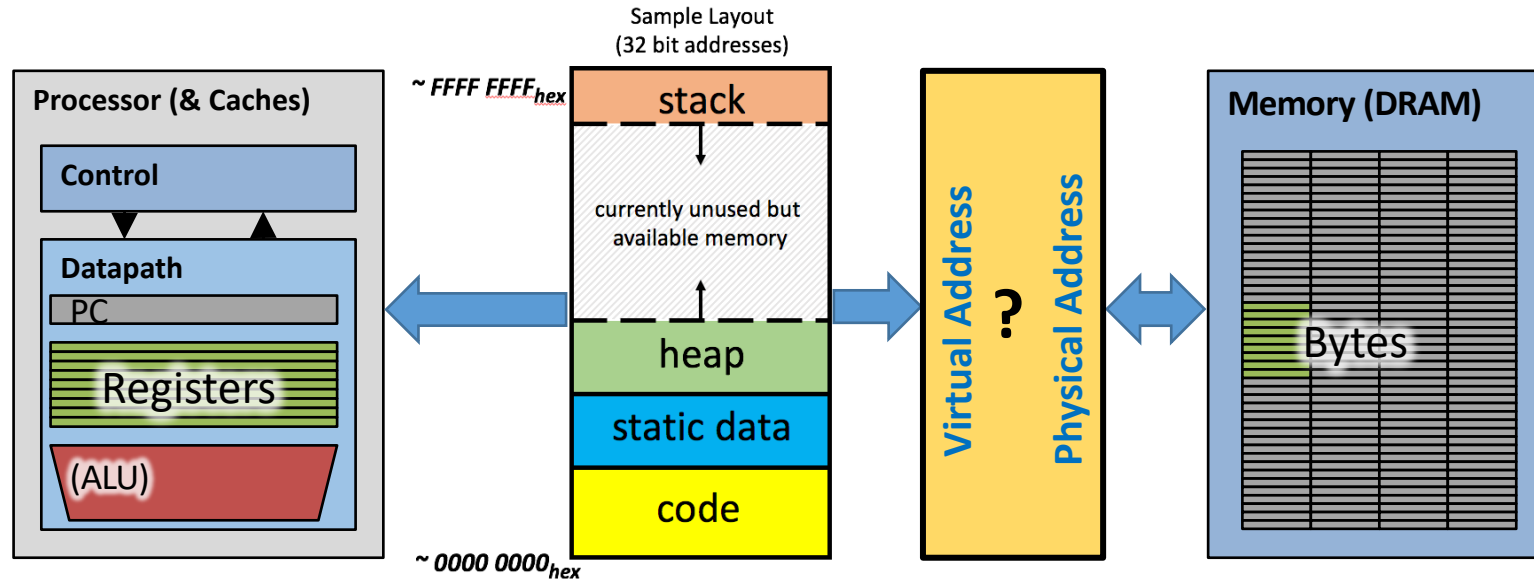 Sample Layout
(32 bit addresses)
Processor (& Caches)
Control
Datapath
PC
Registers
(ALU)
~ FFFF FFFFhex
stack
currently unused but
available memory
heap
static data
code
~ 0000 0000hex
Virtual Address
?
Physical Address
Memory (DRAM)
Bytes